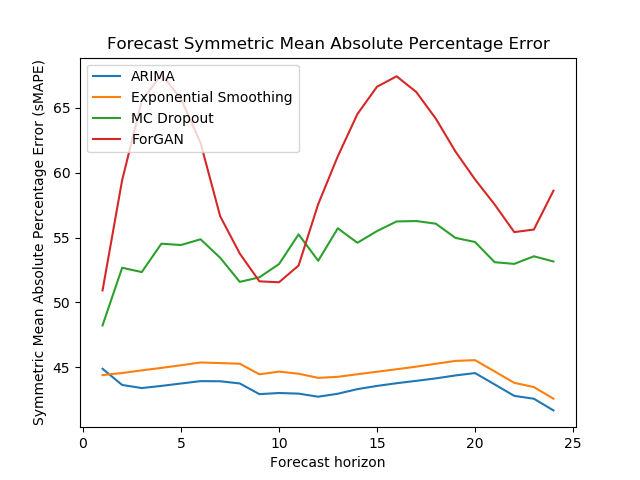 Forecast Symmetric Mean Absolute Percentage Error
ARIMA
Exponential Smoothing
MC Dropout
ForGAN
Symmetric Mean Absolute Percentage Error (sMAPE)
65
60
55
50
45
0 5 10 15 20 25
Forecast horizon